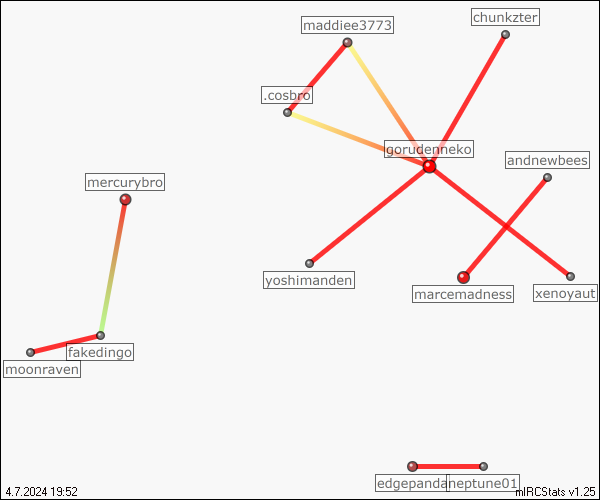 maddiee3773
chunkzter
.cosbro
gorudenneko
andnewbees
mercurybro
yoshimanden
marcemadness
xenoyaut
fakedingo
moonraven
edgepanda
neptune01
4.7.2024 19:52
mIRCStats v1.25